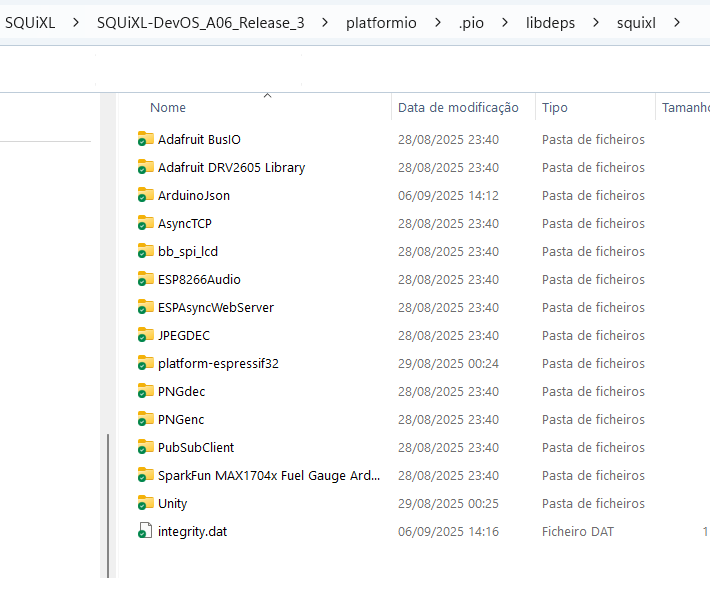 SQUiXL > SQUiXL-DevOS_A06_Release_3 > platformio > .pio > libdeps > squixl >
Nome Data de modificação Tipo Tamanho
Adafruit BusIO 28/08/2025 23:40 Pasta de ficheiros
Adafruit DRV2605 Library 28/08/2025 23:40 Pasta de ficheiros
ArduinoJson 06/09/2025 14:12 Pasta de ficheiros
AsyncTCP 28/08/2025 23:40 Pasta de ficheiros
bb_spi_lcd 28/08/2025 23:40 Pasta de ficheiros
ESP8266Audio 28/08/2025 23:40 Pasta de ficheiros
ESPAsyncWebServer 28/08/2025 23:40 Pasta de ficheiros
JPEGDEC 28/08/2025 23:40 Pasta de ficheiros
platform-espressif32 29/08/2025 00:24 Pasta de ficheiros
PNGdec 28/08/2025 23:40 Pasta de ficheiros
PNGenc 28/08/2025 23:40 Pasta de ficheiros
PubSubClient 28/08/2025 23:40 Pasta de ficheiros
SparkFun MAX1704x Fuel Gauge Ard... 28/08/2025 23:40 Pasta de ficheiros
Unity 29/08/2025 00:25 Pasta de ficheiros
integrity.dat 06/09/2025 14:16 Ficheiro DAT 1